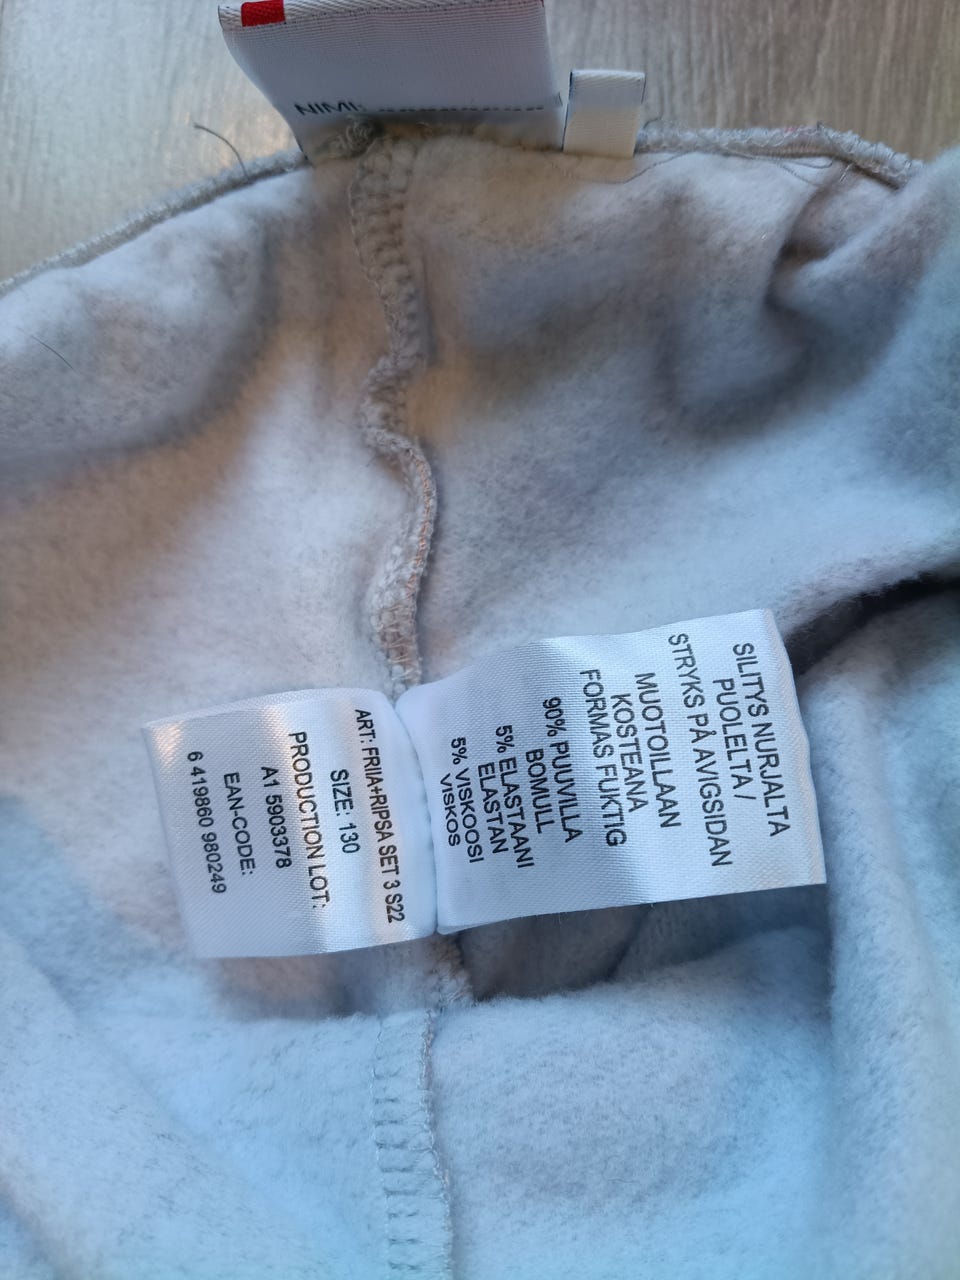 NIMI:
SILITYS NURJALTA
PUOLELTA /
STRYKS PÅ AVIGSIDAN
MUOTOILLAAN
KOSTEANA
FORMAS FUKTIG
90% PUUVILLA
BOMULL
5% ELASTAANI
ELASTAN
5% VISKOOSI
VISKOS
ART: FRIIA+RIPSA SET 3 S22
SIZE: 130
PRODUCTION LOT:
A1 5903378
EAN-CODE:
6 419860 980249